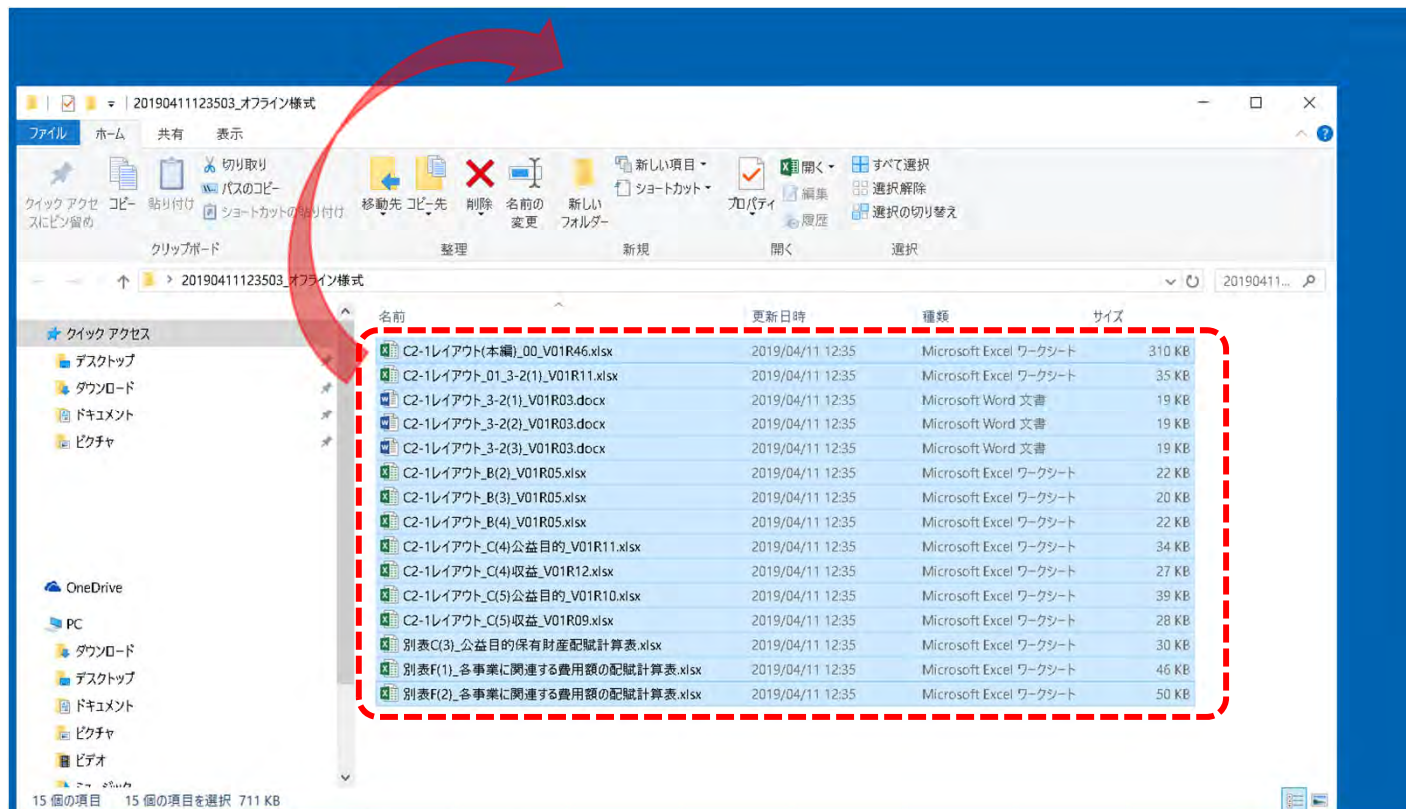 20190411123503_オフライン様式
ファイル ホーム 共有 表示
クイック アクセスにピン留め コピー 貼り付け 切り取り パスのコピー ショートカットの貼り付け
移動先 コピー先 削除 名前の変更 新しいフォルダー
新しい項目 ショートカット
プロパティ 開く 編集 履歴
すべて選択 選択解除 選択の切り替え
クリップボード 整理 新規 開く 選択
20190411123503_オフライン様式 20190411...
名前 更新日時 種類 サイズ
クイック アクセス
デスクトップ
ダウンロード
ドキュメント
ピクチャ
OneDrive
PC
ダウンロード
デスクトップ
ドキュメント
ピクチャ
ビデオ
C2-1レイアウト(本編)_00_V01R46.xlsx 2019/04/11 12:35 Microsoft Excel ワークシート 310 KB
C2-1レイアウト_01_3-2(1)_V01R11.xlsx 2019/04/11 12:35 Microsoft Excel ワークシート 35 KB
C2-1レイアウト_3-2(1)_V01R03.docx 2019/04/11 12:35 Microsoft Word 文書 19 KB
C2-1レイアウト_3-2(2)_V01R03.docx 2019/04/11 12:35 Microsoft Word 文書 19 KB
C2-1レイアウト_3-2(3)_V01R03.docx 2019/04/11 12:35 Microsoft Word 文書 19 KB
C2-1レイアウト_B(2)_V01R05.xlsx 2019/04/11 12:35 Microsoft Excel ワークシート 22 KB
C2-1レイアウト_B(3)_V01R05.xlsx 2019/04/11 12:35 Microsoft Excel ワークシート 20 KB
C2-1レイアウト_B(4)_V01R05.xlsx 2019/04/11 12:35 Microsoft Excel ワークシート 22 KB
C2-1レイアウト_C(4)公益目的_V01R11.xlsx 2019/04/11 12:35 Microsoft Excel ワークシート 34 KB
C2-1レイアウト_C(4)収益_V01R12.xlsx 2019/04/11 12:35 Microsoft Excel ワークシート 27 KB
C2-1レイアウト_C(5)公益目的_V01R10.xlsx 2019/04/11 12:35 Microsoft Excel ワークシート 39 KB
C2-1レイアウト_C(5)収益_V01R09.xlsx 2019/04/11 12:35 Microsoft Excel ワークシート 28 KB
別表C(3)_公益目的保有財産配賦計算表.xlsx 2019/04/11 12:35 Microsoft Excel ワークシート 30 KB
別表F(1)_各事業に関連する費用額の配賦計算表.xlsx 2019/04/11 12:35 Microsoft Excel ワークシート 46 KB
別表F(2)_各事業に関連する費用額の配賦計算表.xlsx 2019/04/11 12:35 Microsoft Excel ワークシート 50 KB
15 個の項目 15 個の項目を選択 711 KB